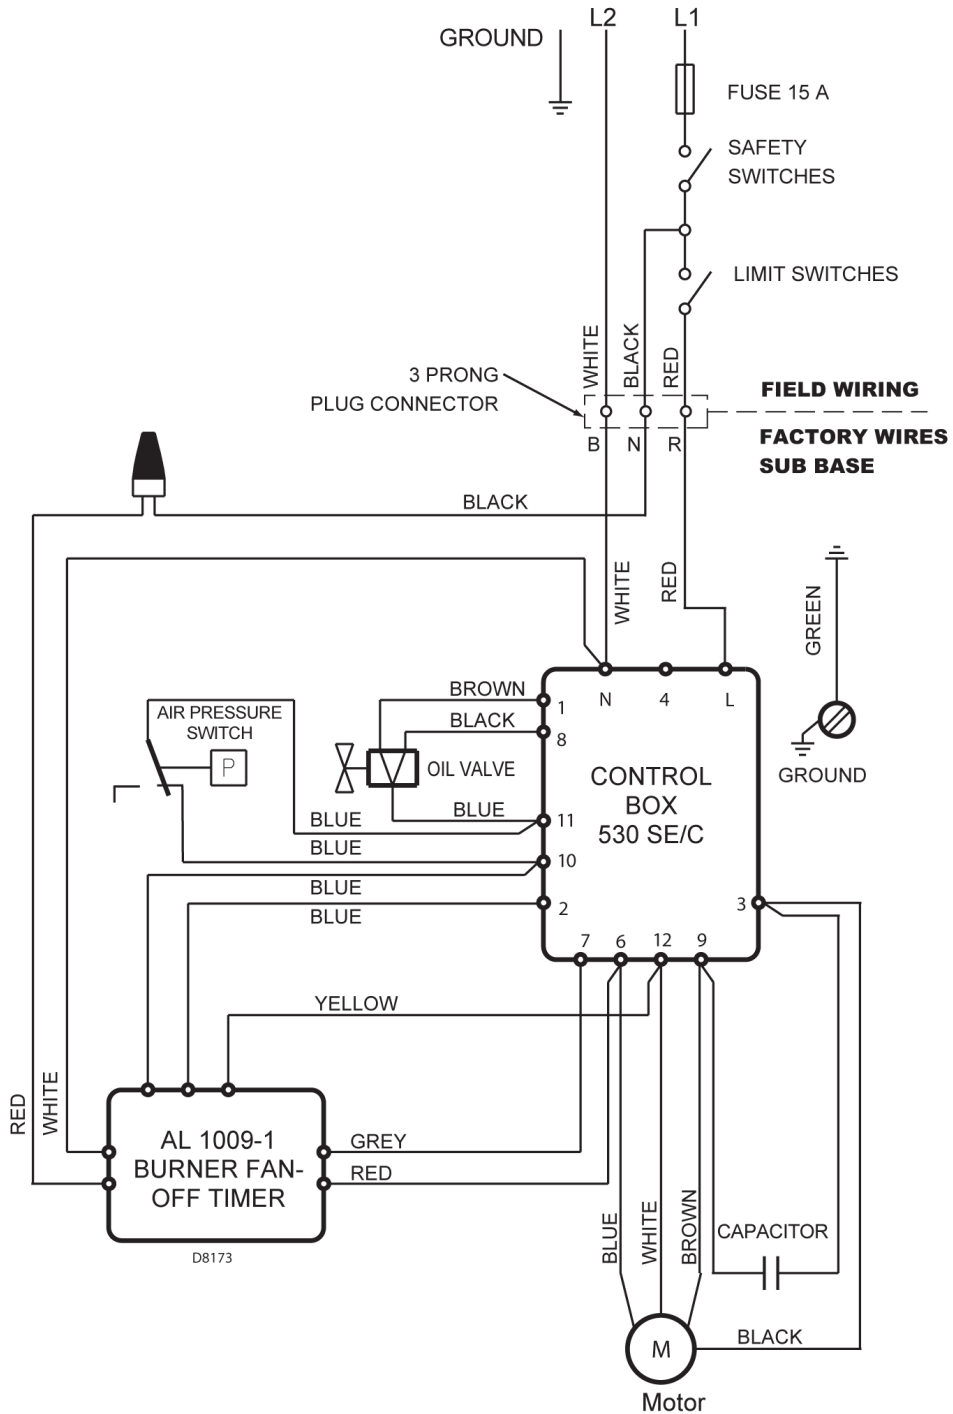 L2
L1
GROUND
FUSE 15 A
SAFETY
SWITCHES
LIMIT SWITCHES
WHITE
BLACK
RED
3 PRONG
PLUG CONNECTOR
FIELD WIRING
FACTORY WIRES
SUB BASE
B
N
R
BLACK
WHITE
RED
GREEN
BROWN
BLACK
AIR PRESSURE
SWITCH
P
OIL VALVE
BLUE
BLUE
BLUE
BLUE
BLUE
N
4
L
1
8
11
10
2
3
7
6
12
9
CONTROL
BOX
530 SE/C
GROUND
YELLOW
RED
WHITE
AL 1009-1
BURNER FAN-
OFF TIMER
D8173
GREY
RED
BLUE
WHITE
BROWN
CAPACITOR
BLACK
M
Motor